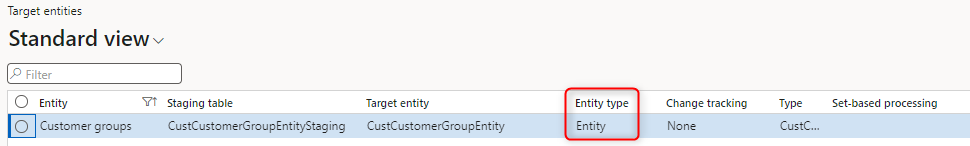 Target entities
Standard view
Filter
Entity Staging table Target entity Entity type Change tracking Type Set-based processing
Customer groups CustCustomerGroupEntityStaging CustCustomerGroupEntity Entity None CustC...